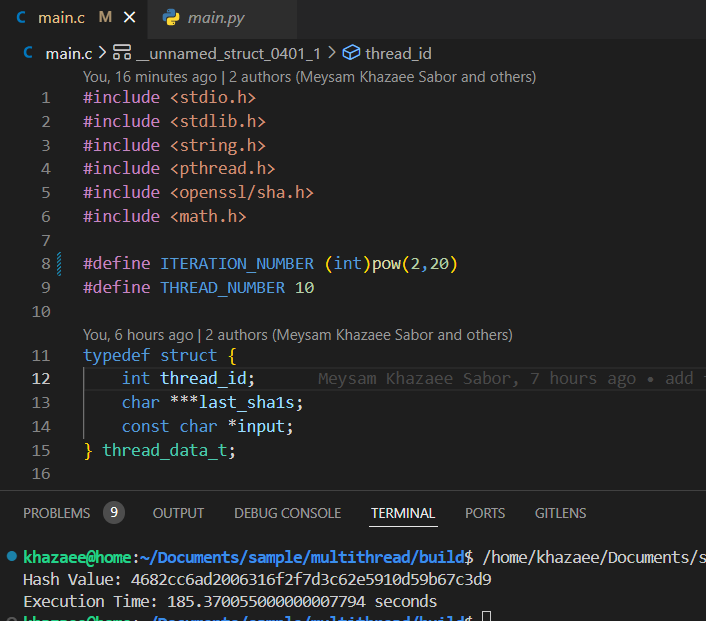 main.c M
main.py
main.c > __unnamed_struct_0401_1 > thread_id
You, 16 minutes ago | 2 authors (Meysam Khazaee Sabor and others)
1 #include <stdio.h>
2 #include <stdlib.h>
3 #include <string.h>
4 #include <pthread.h>
5 #include <openssl/sha.h>
6 #include <math.h>
7
8 #define ITERATION_NUMBER (int)pow(2,20)
9 #define THREAD_NUMBER 10
10
You, 6 hours ago | 2 authors (Meysam Khazaee Sabor and others)
11 typedef struct {
12 int thread_id; Meysam Khazaee Sabor, 7 hours ago • add
13 char ***last_sha1s;
14 const char *input;
15 } thread_data_t;
16
PROBLEMS 9 OUTPUT DEBUG CONSOLE TERMINAL PORTS GITLENS
khazaee@home:~/Documents/sample/multithread/build$ /home/khazaee/Documents/s
Hash Value: 4682cc6ad2006316f2f7d3c62e5910d59b67c3d9
Execution Time: 185.370055000000007794 seconds
khazaee@home:~/Documents/sample/multithread/build$